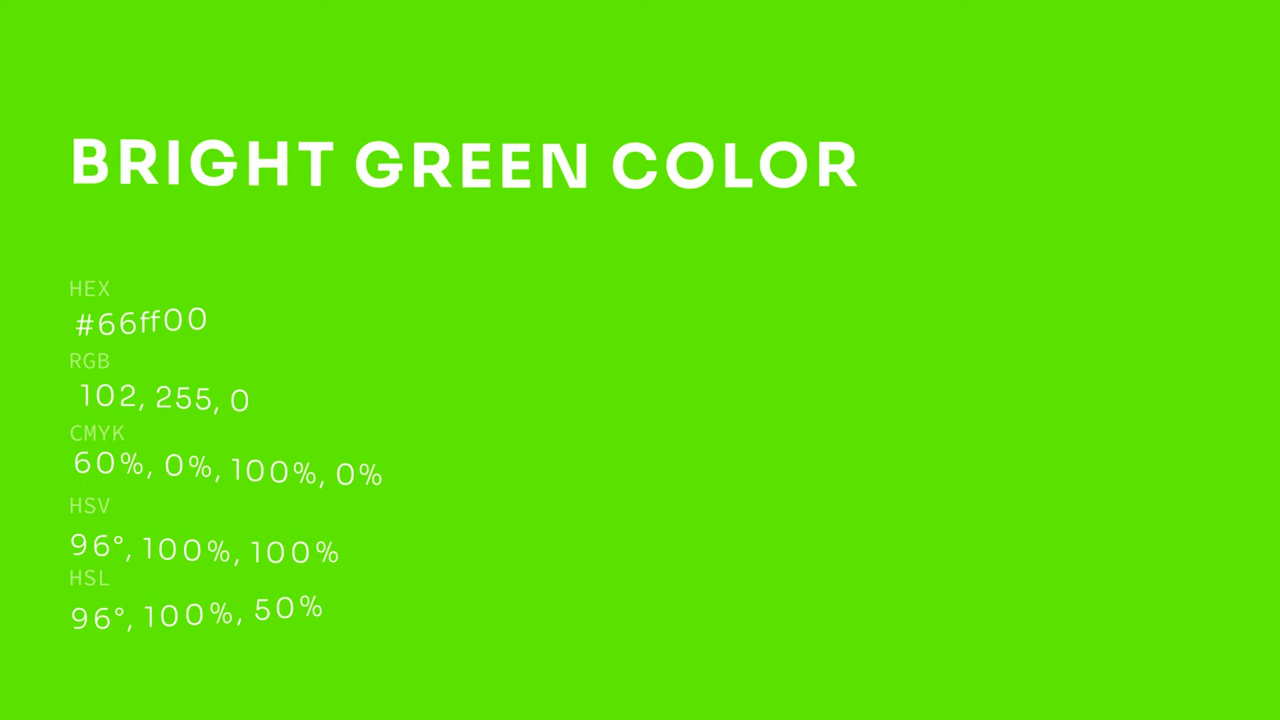 BRIGHT GREEN COLOR
HEX
#66ff00
RGB
102, 255, 0
CMYK
60%, 0%, 100%, 0%
HSV
96°, 100%, 100%
HSL
96°, 100%, 50%